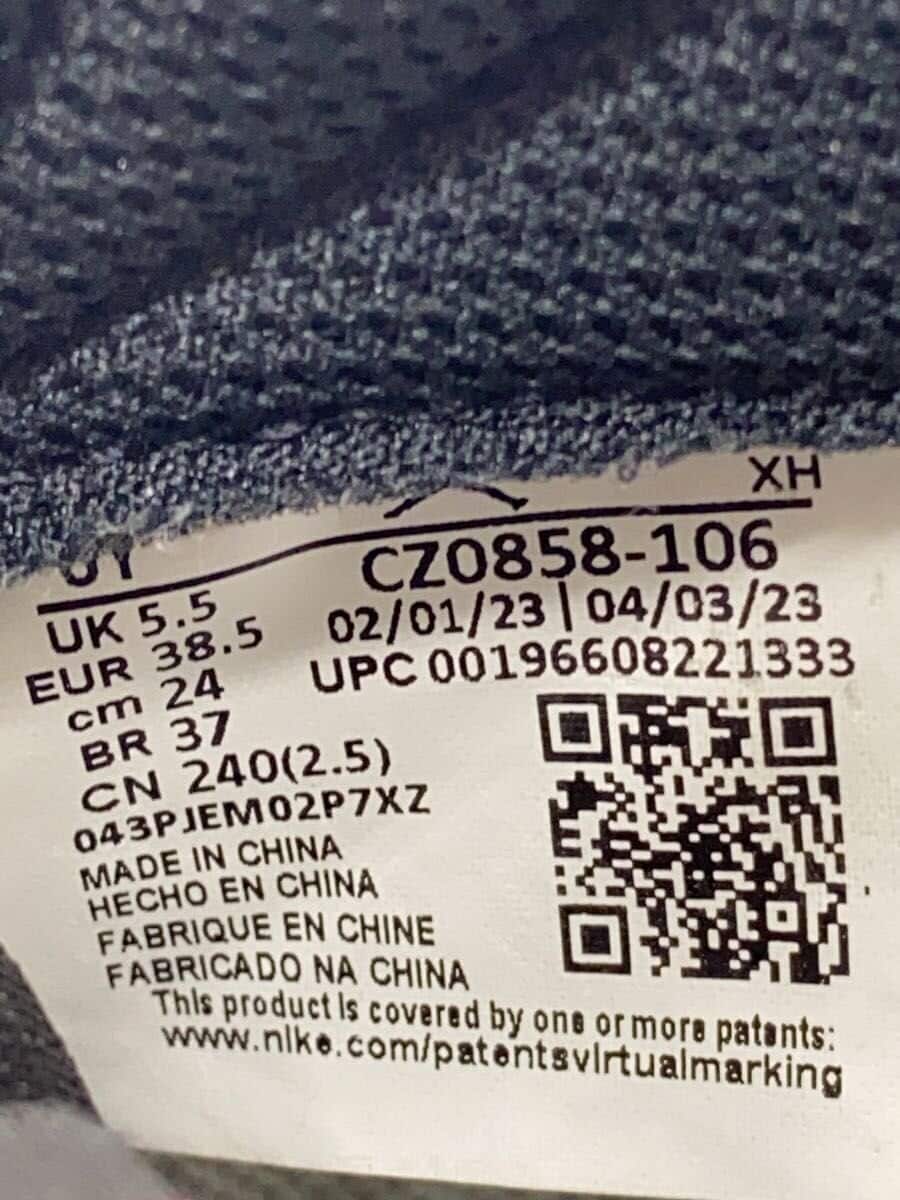 XH
CZ0858-106
02/01/23 | 04/03/23
UPC 00196608221333
UK 5.5
EUR 38.5
cm 24
BR 37
CN 240(2.5)
043PJEM02P7XZ
MADE IN CHINA
HECHO EN CHINA
FABRIQUE EN CHINE
FABRICADO NA CHINA
This product is covered by one or more patents:
www.nike.com/patentsvirtualmarking